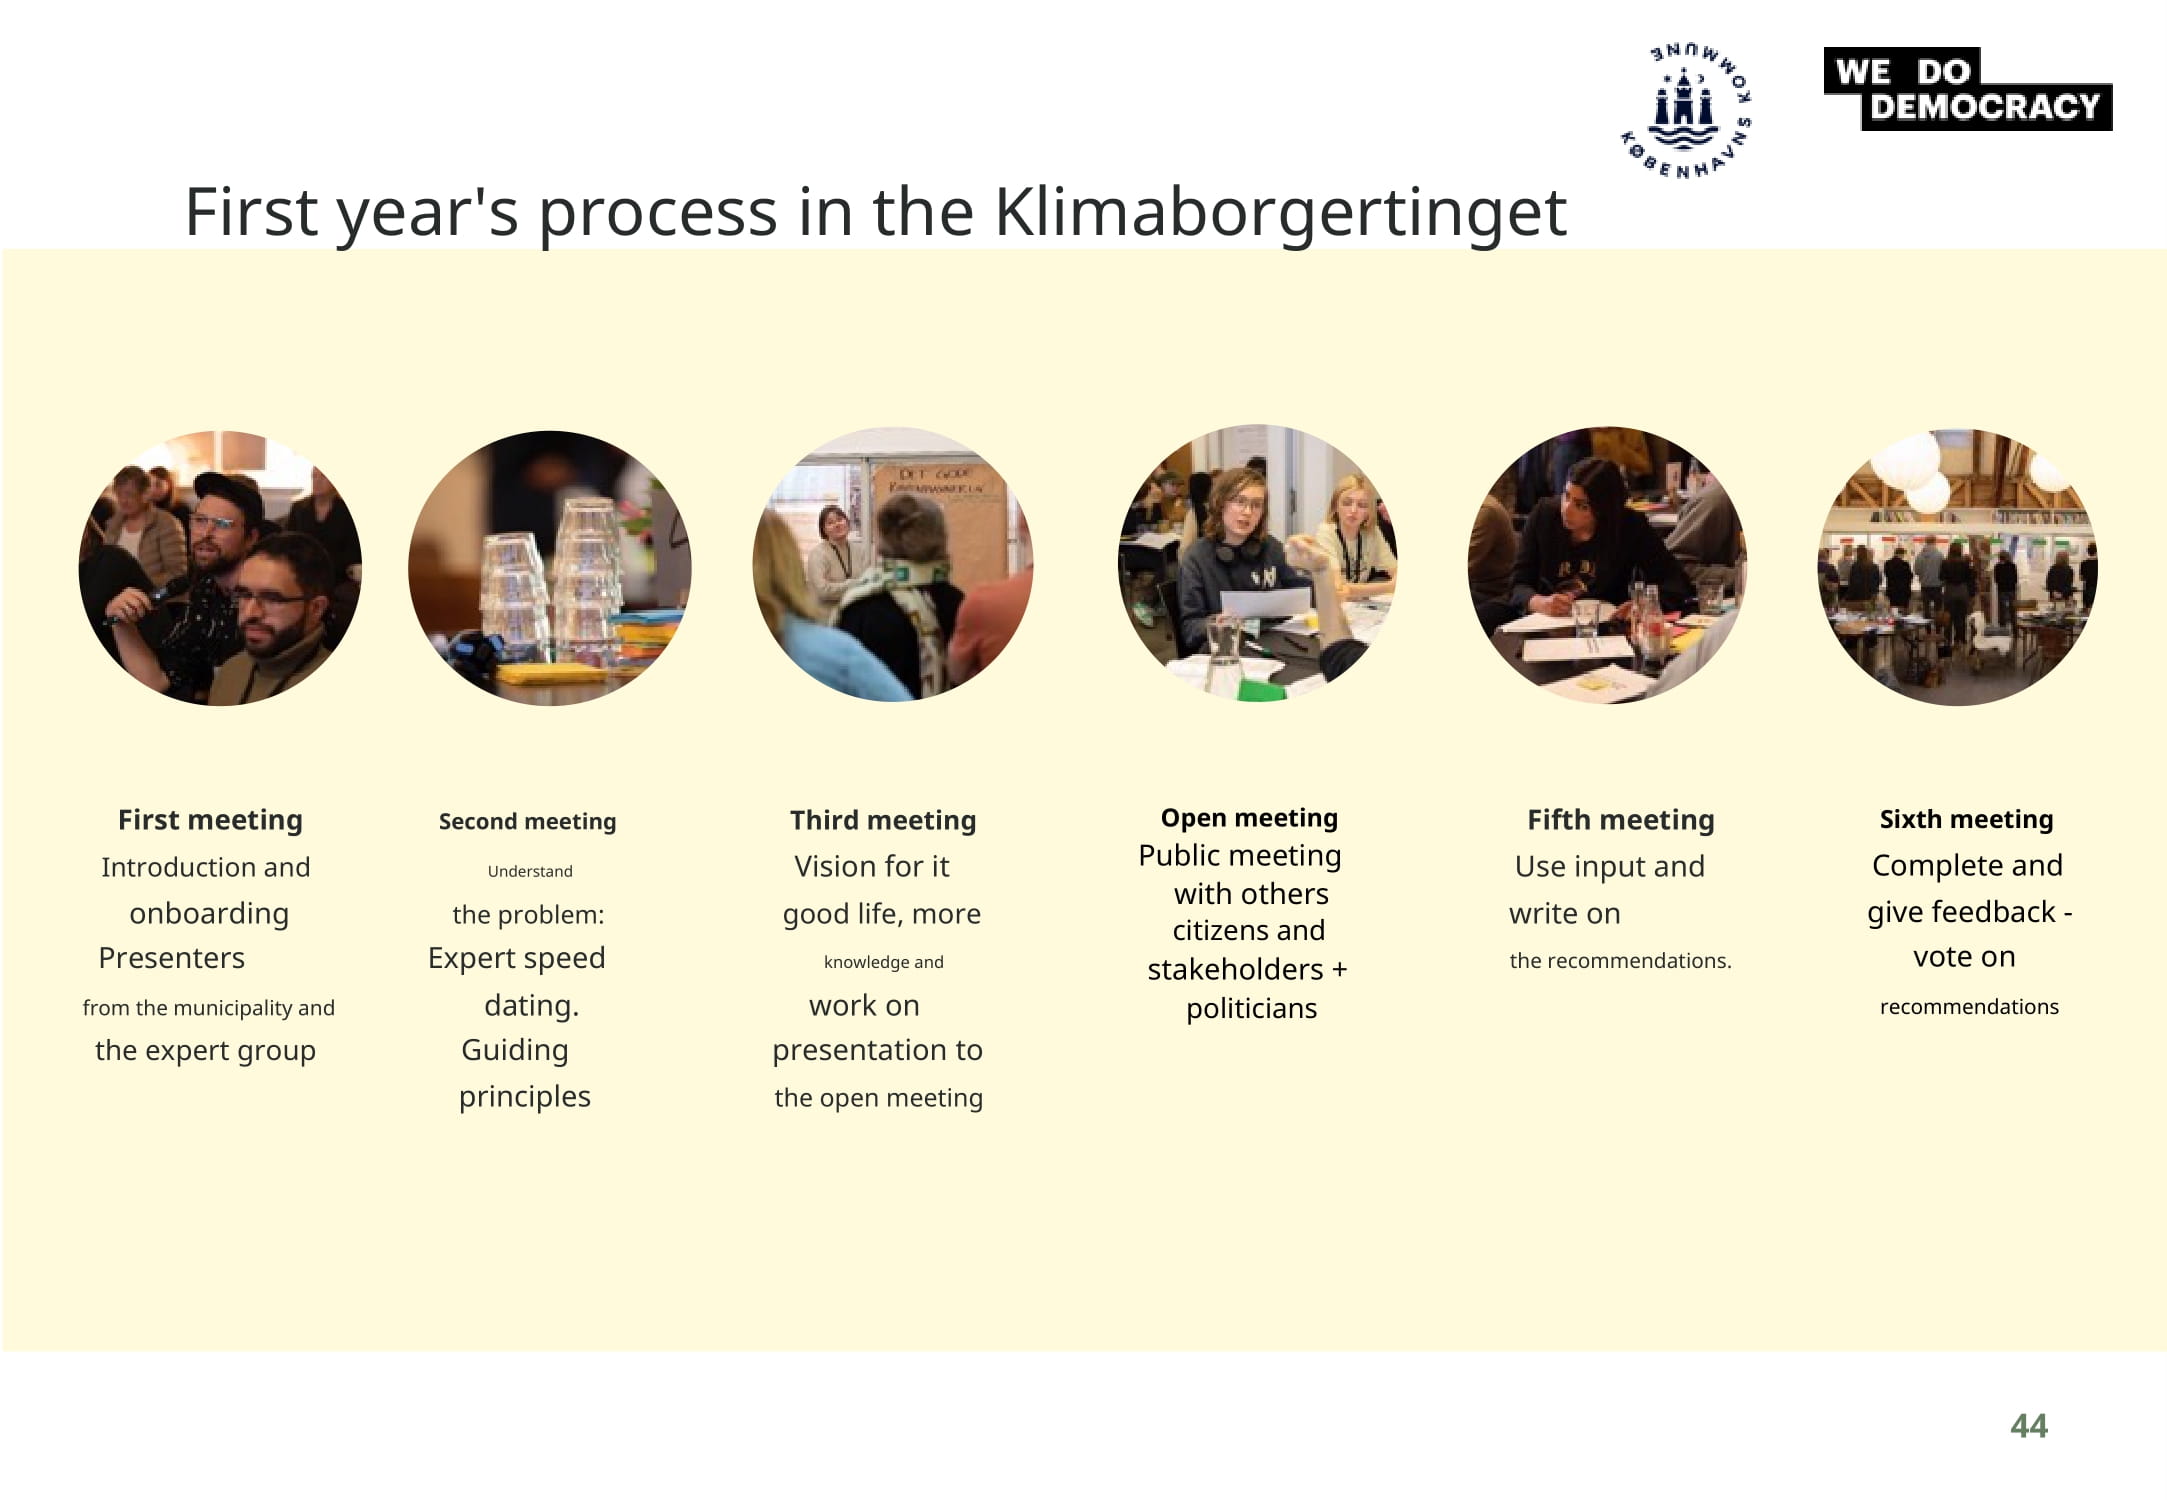 KØBENHAVNS KOMMUNE
WE DO
DEMOCRACY
First year's process in the Klimaborgertinget
DET GODE
First meeting
Introduction and
onboarding
Presenters
from the municipality and
the expert group
Second meeting
Understand
the problem:
Expert speed
dating.
Guiding
principles
Third meeting
Vision for it
good life, more
knowledge and
work on
presentation to
the open meeting
Open meeting
Public meeting
with others
citizens and
stakeholders +
politicians
Fifth meeting
Use input and
write on
the recommendations.
Sixth meeting
Complete and
give feedback -
vote on
recommendations
44